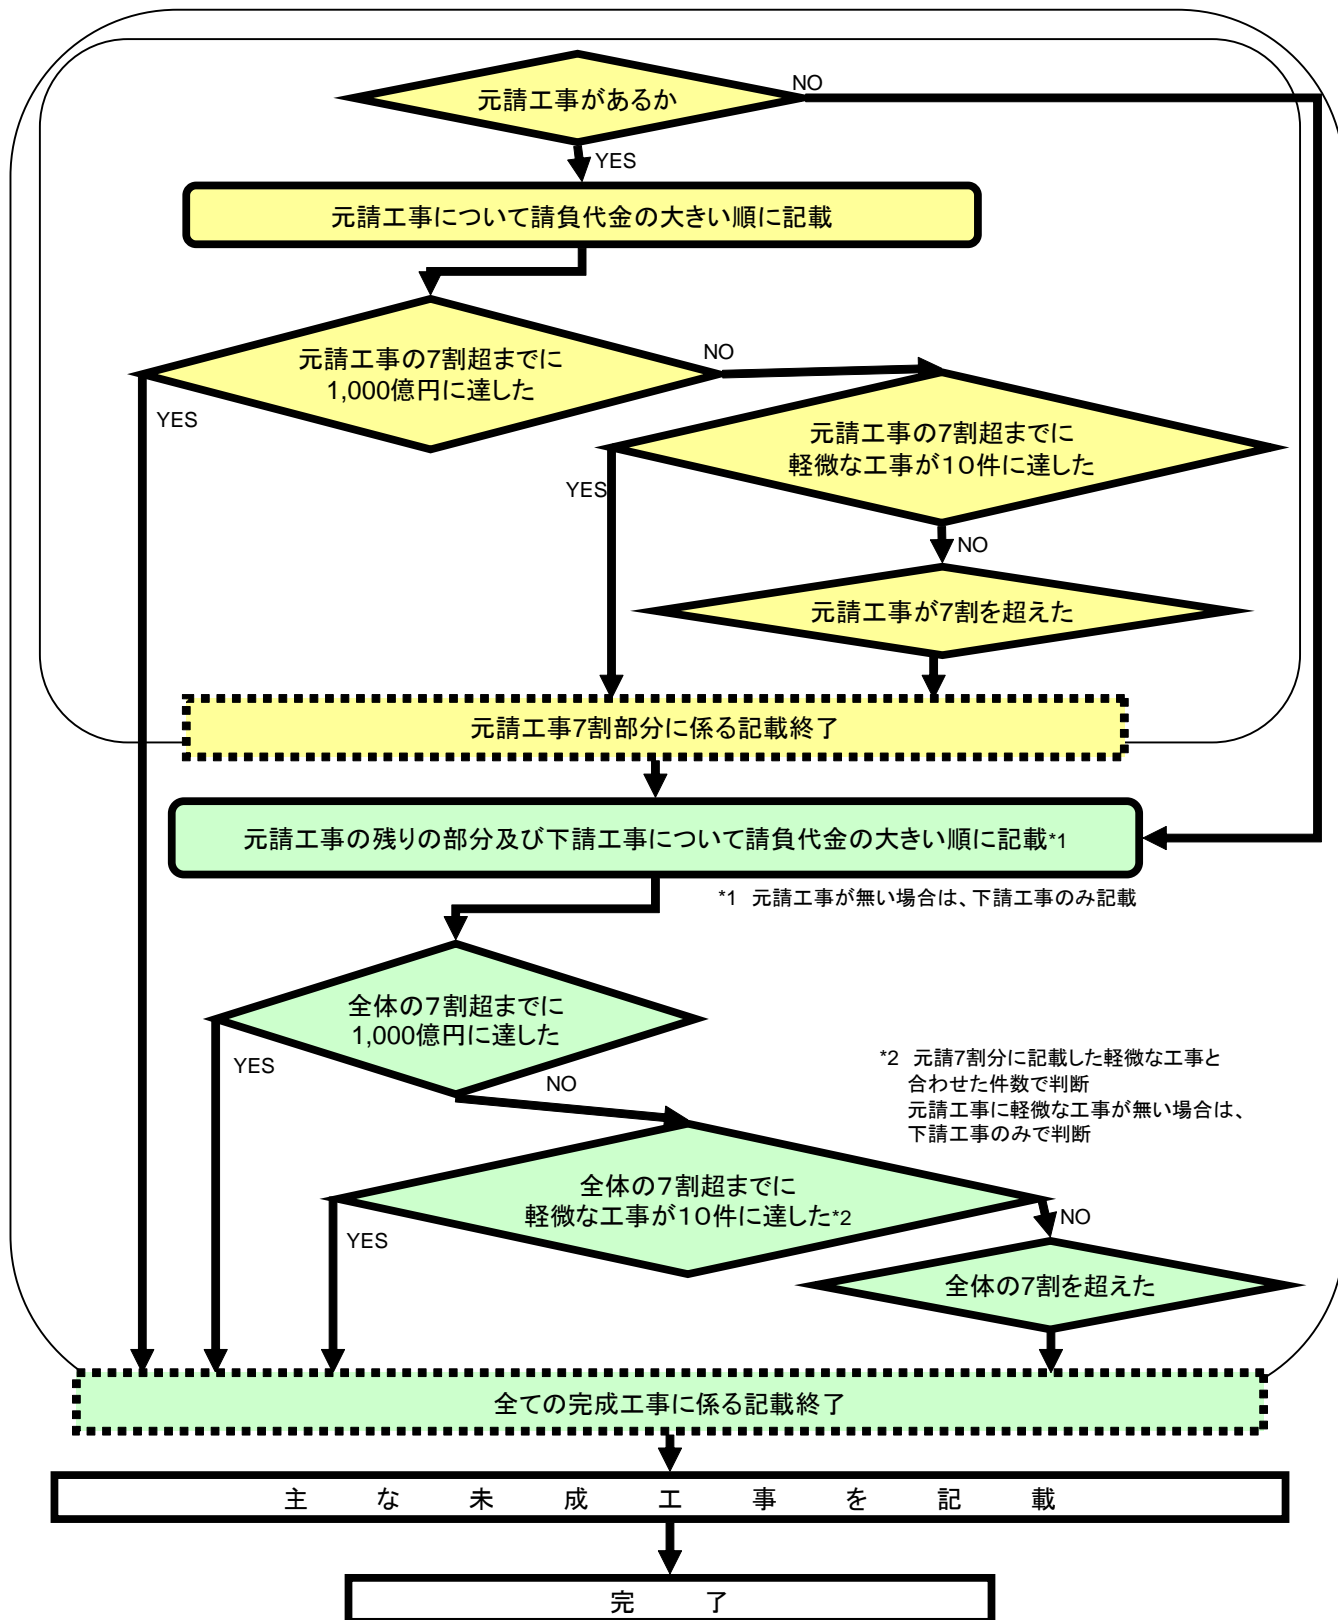 元請工事があるか
NO
YES
元請工事について請負代金の大きい順に記載
元請工事の7割超までに
1,000億円に達した
NO
YES
元請工事の7割超までに
軽微な工事が10件に達した
YES
NO
元請工事が7割を超えた
元請工事7割部分に係る記載終了
元請工事の残りの部分及び下請工事について請負代金の大きい順に記載*1
*1 元請工事が無い場合は、下請工事のみ記載
全体の7割超までに
1,000億円に達した
YES
NO
*2 元請7割分に記載した軽微な工事と
合わせた件数で判断
元請工事に軽微な工事が無い場合は、
下請工事のみで判断
全体の7割超までに
軽微な工事が10件に達した*2
YES
NO
全体の7割を超えた
全ての完成工事に係る記載終了
主な未成工事を記載
完了